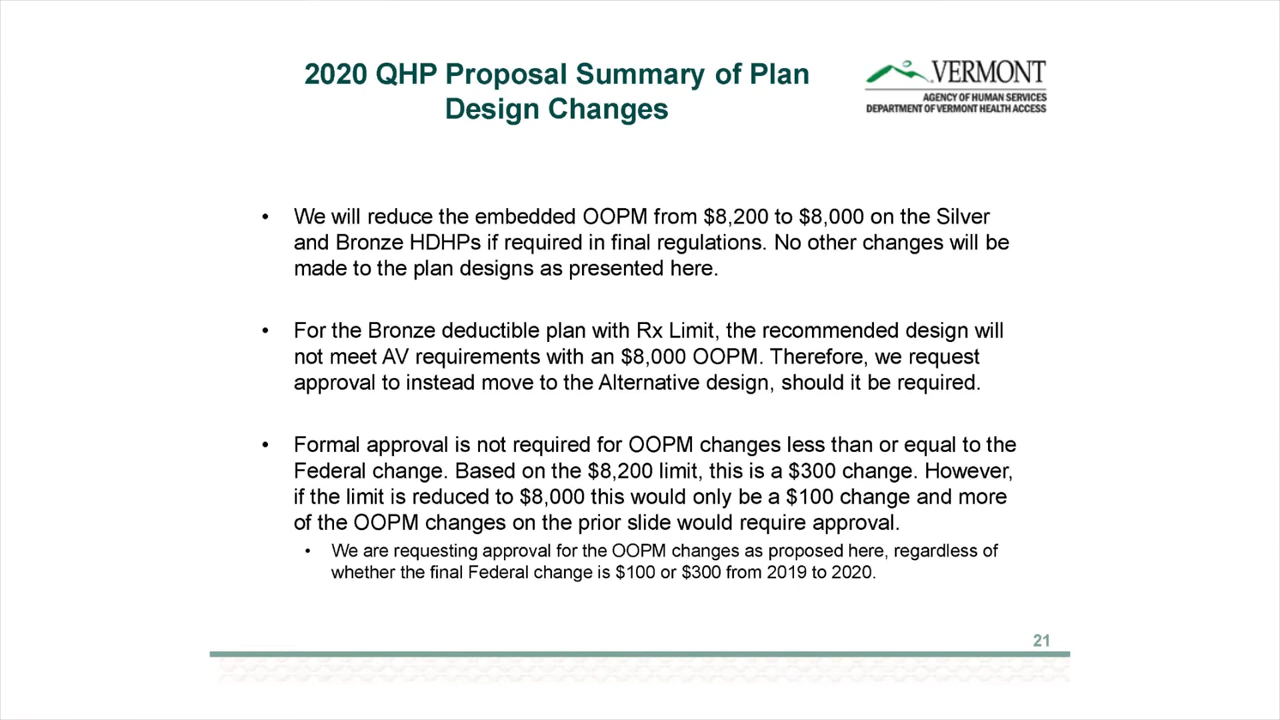 2020 QHP Proposal Summary of Plan
Design Changes
VERMONT
AGENCY OF HUMAN SERVICES
DEPARTMENT OF VERMONT HEALTH ACCESS
• We will reduce the embedded OOPM from $8,200 to $8,000 on the Silver
and Bronze HDHPs if required in final regulations. No other changes will be
made to the plan designs as presented here.
• For the Bronze deductible plan with Rx Limit, the recommended design will
not meet AV requirements with an $8,000 OOPM. Therefore, we request
approval to instead move to the Alternative design, should it be required.
• Formal approval is not required for OOPM changes less than or equal to the
Federal change. Based on the $8,200 limit, this is a $300 change. However,
if the limit is reduced to $8,000 this would only be a $100 change and more
of the OOPM changes on the prior slide would require approval.
• We are requesting approval for the OOPM changes as proposed here, regardless of
whether the final Federal change is $100 or $300 from 2019 to 2020.
21